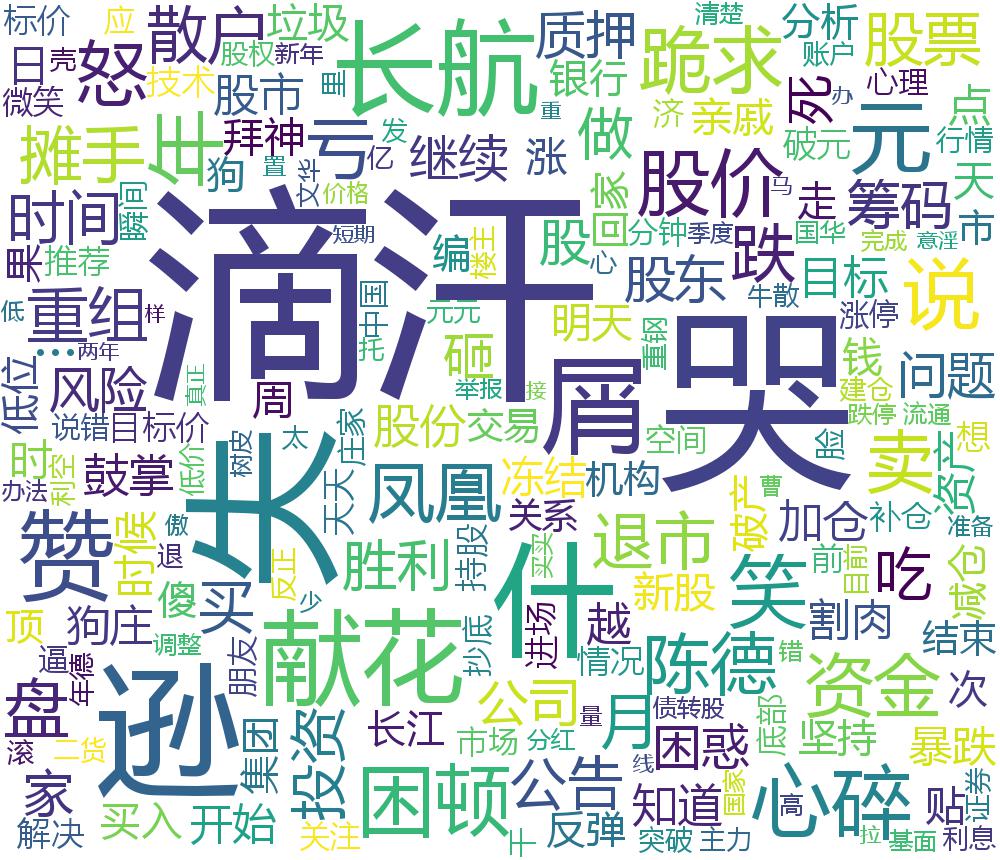 标价
应
散户
垃圾
长航
质押
清楚
分析
股票
日
壳
怒
技术
股权
新年
股市
里
银行
跪求
账户
心理
死
办
微笑
重
济
亲戚
点
摊手
年
拜神
亏
发
继续
涨
做
破元
元
行情
狗
置
亿
天
时间
瞬间
文华
价格
回家
股价
马
走
筹码
市
果
推荐
滴汗
短期
编
楼主
股
分钟
季度
跌
国华
完成
意淫
心
股东
目标
说
低
重组
样
中国
元元
明天
哭
牛散
涨停
两年
托
砸
重钢
钱
问题
低位
风险
真正
周
举报
接
屑
建仓
跌停
流通
说错
目标价
股份
交易
空间
险
卖
想
时
利空
鼓掌
低价
树皮
太
庄家
办法
失
天天
凤凰
冻结
机构
曹
资产
赞
时候
傲
关系
破产
加仓
补仓
准备
退
反正
胜利
持股
什
买买
退市
笑
前
目前
吃
减仓
傻
买
少
新股
顶
狗庄
调整
献花
抄底
进场
越
割肉
结束
逼
年德
朋友
情况
陈德
错
资金
次
盘
逊
公司
量
月
债转股
底部
滚
二货
集团
投资
长江
市场
分红
困惑
坚持
暴跌
家
困顿
公告
线
知道
国家
心碎
高
贴
证券
解决
买入
开始
关注
十
反弹
突破
主力
拉
基面
利息